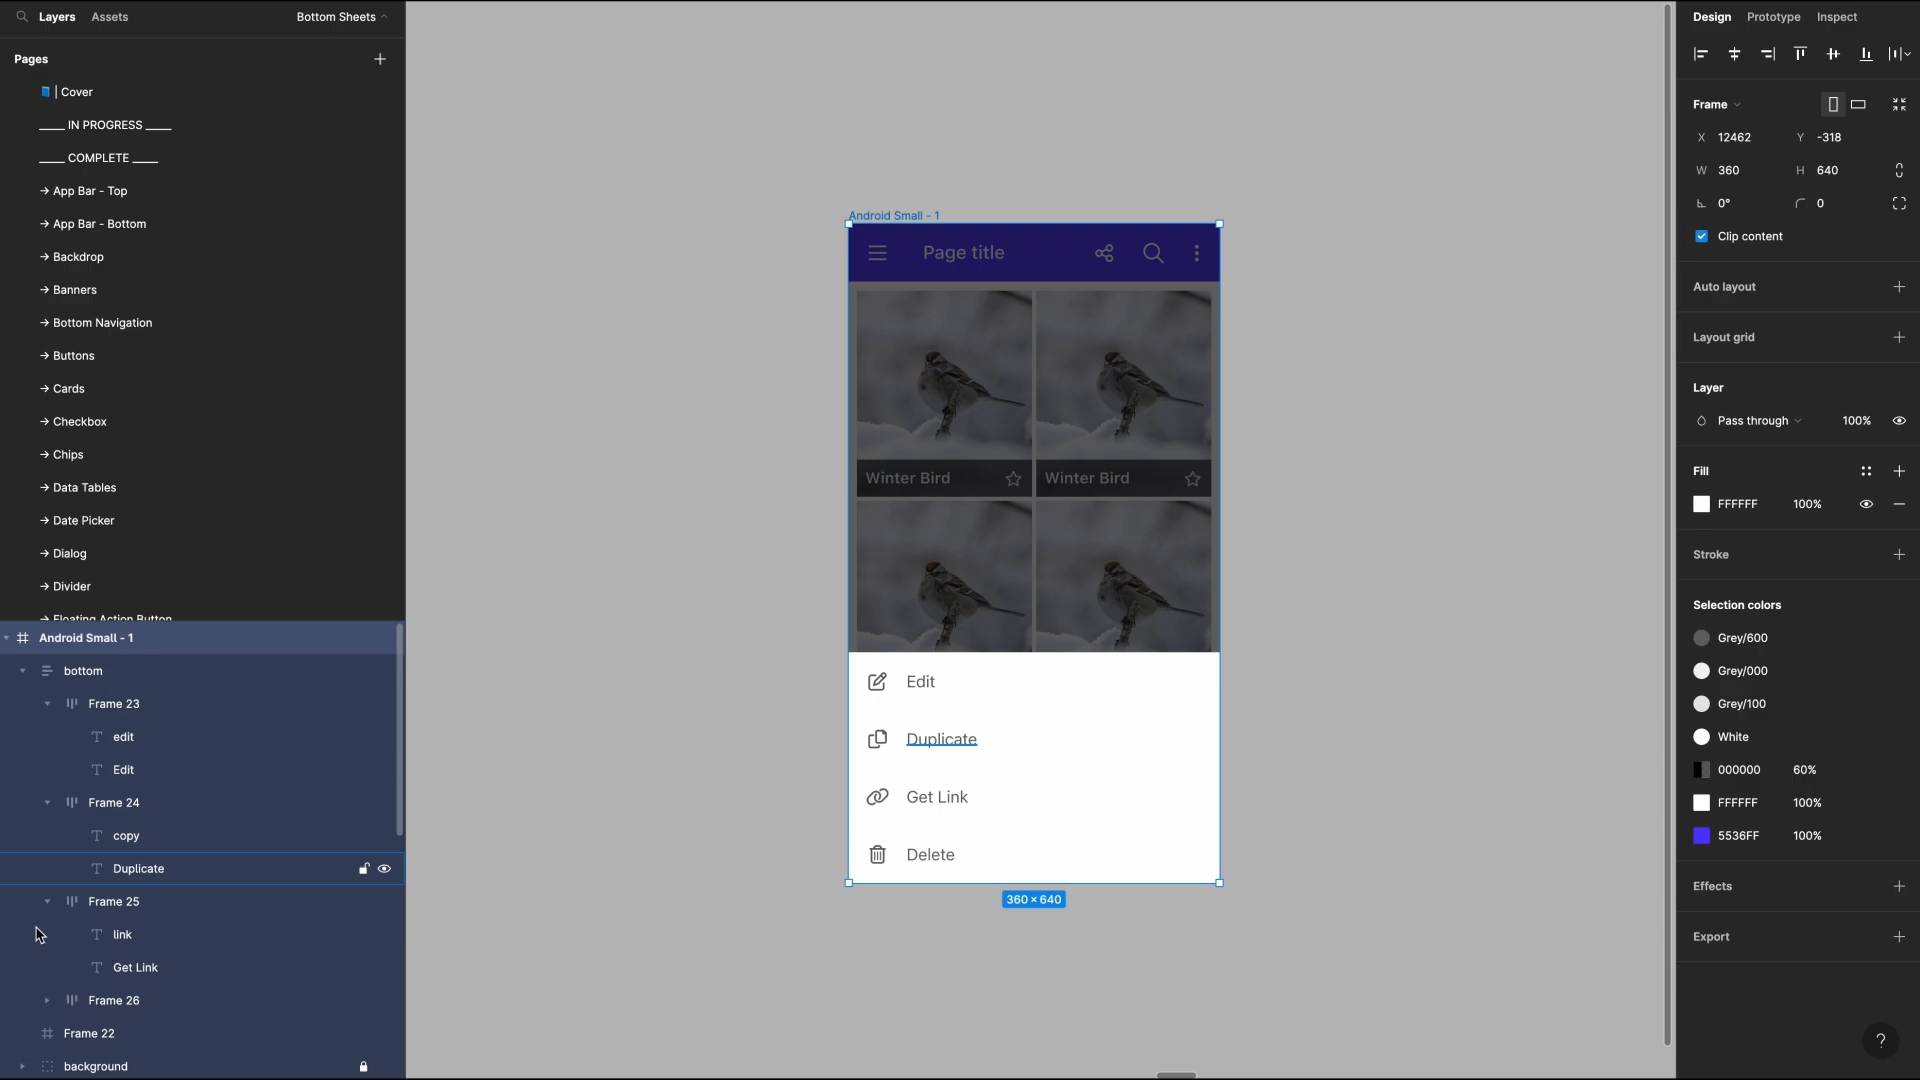 Layers Assets Bottom Sheets
Pages
| Cover
_____ IN PROGRESS _____
_____ COMPLETE _____
→ App Bar - Top
→ App Bar - Bottom
→ Backdrop
→ Banners
→ Bottom Navigation
→ Buttons
→ Cards
→ Checkbox
→ Chips
→ Data Tables
→ Date Picker
→ Dialog
→ Divider
→ Floating Action Button
Android Small - 1
bottom
Frame 23
edit
Edit
Frame 24
copy
Duplicate
Frame 25
link
Get Link
Frame 26
Frame 22
background
Android Small - 1
Page title
Winter Bird
Winter Bird
Edit
Duplicate
Get Link
Delete
360 × 640
Design Prototype Inspect
Frame
X 12462 Y -318
W 360 H 640
0° 0
Clip content
Auto layout
Layout grid
Layer
Pass through 100%
Fill
FFFFFF 100%
Stroke
Selection colors
Grey/600
Grey/000
Grey/100
White
000000 60%
FFFFFF 100%
5536FF 100%
Effects
Export
?